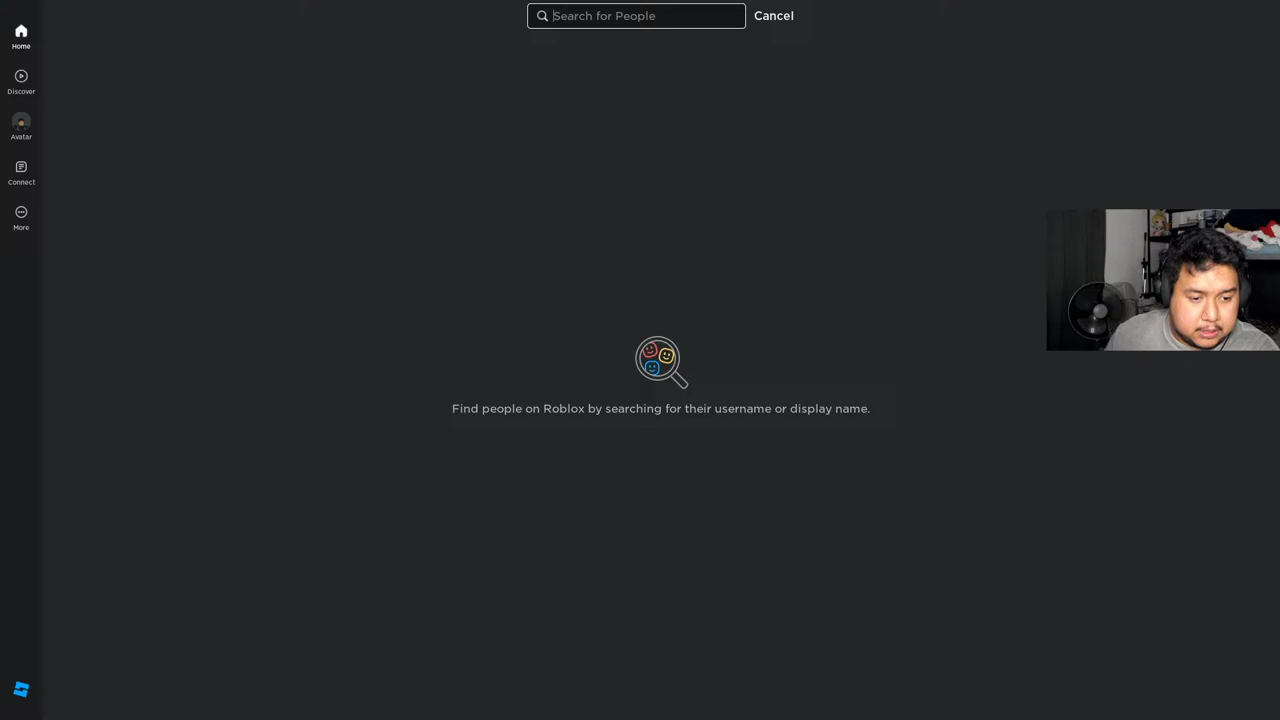 Search for People
Cancel
Home
Discover
Avatar
Connect
More
Find people on Roblox by searching for their username or display name.